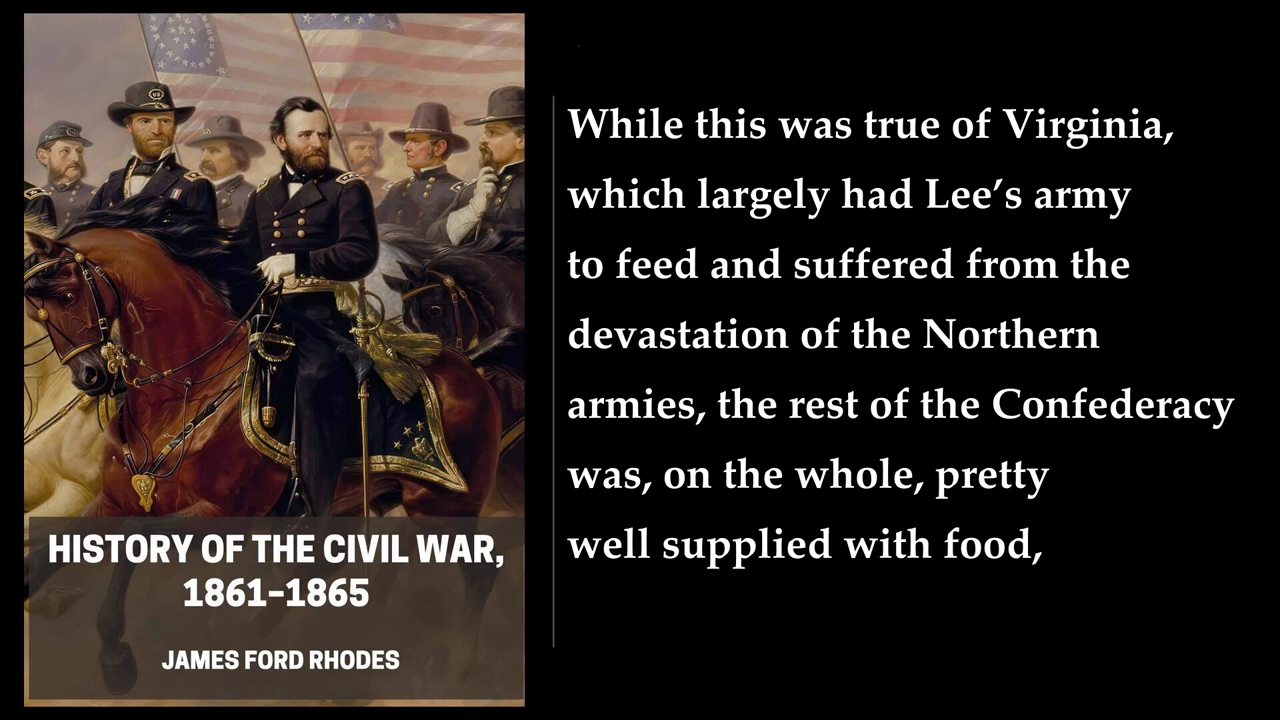 HISTORY OF THE CIVIL WAR,
1861–1865
JAMES FORD RHODES
While this was true of Virginia,
which largely had Lee’s army
to feed and suffered from the
devastation of the Northern
armies, the rest of the Confederacy
was, on the whole, pretty
well supplied with food,